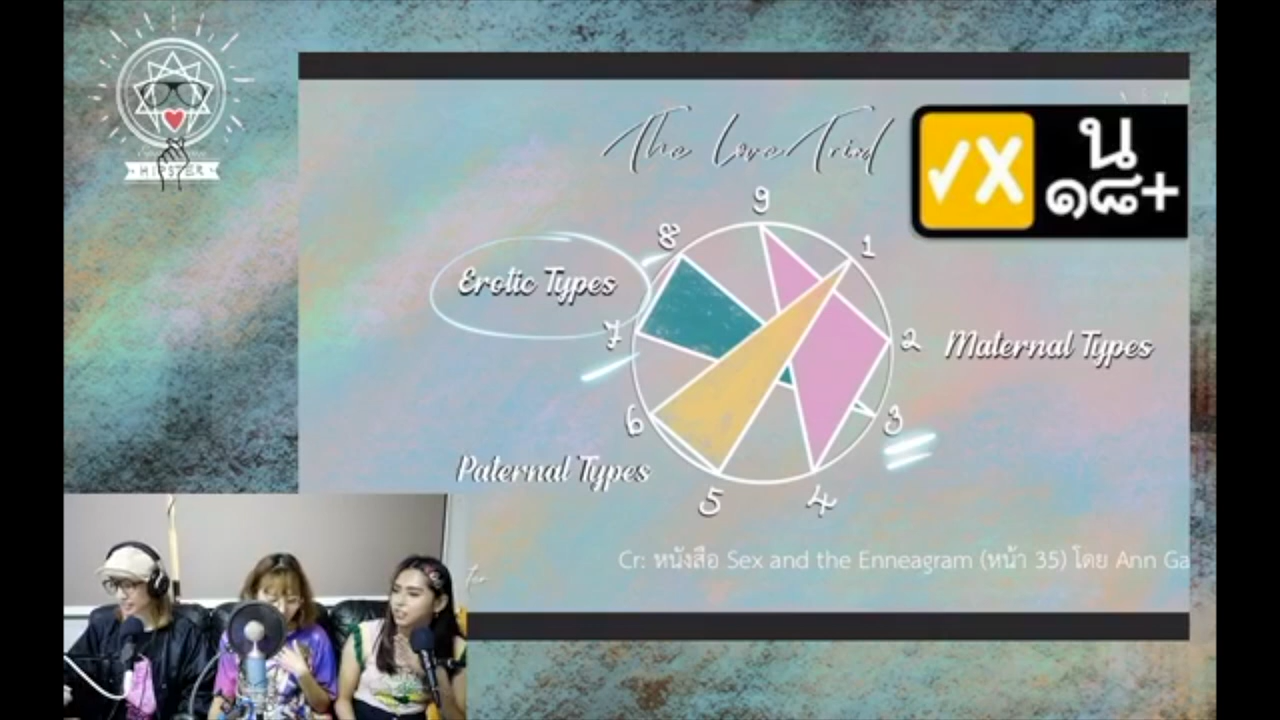 HIPSTER
The Love Triad
√X
น
๑๘+
9
8
1
Erotic Types
7
2
Maternal Types
6
3
Paternal Types
5
4
Cr: หนังสือ Sex and the Enneagram (หน้า 35) โดย Ann Ga